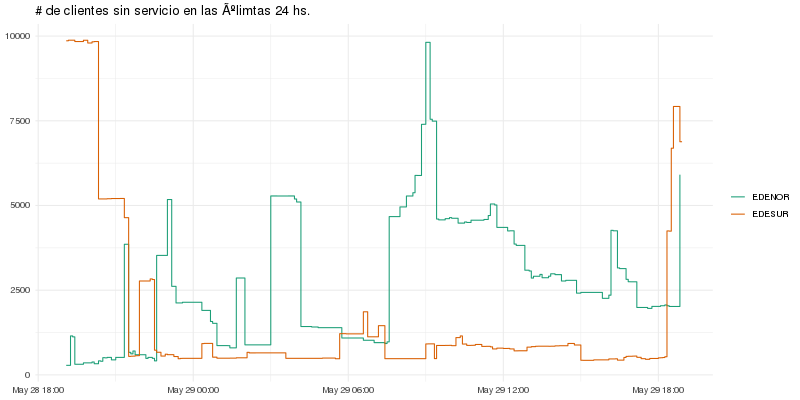 # de clientes sin servicio en las Ãºlimtas 24 hs.
10000
7500
5000
2500
0
May 28 18:00 May 29 00:00 May 29 06:00 May 29 12:00 May 29 18:00
EDENOR
EDESUR